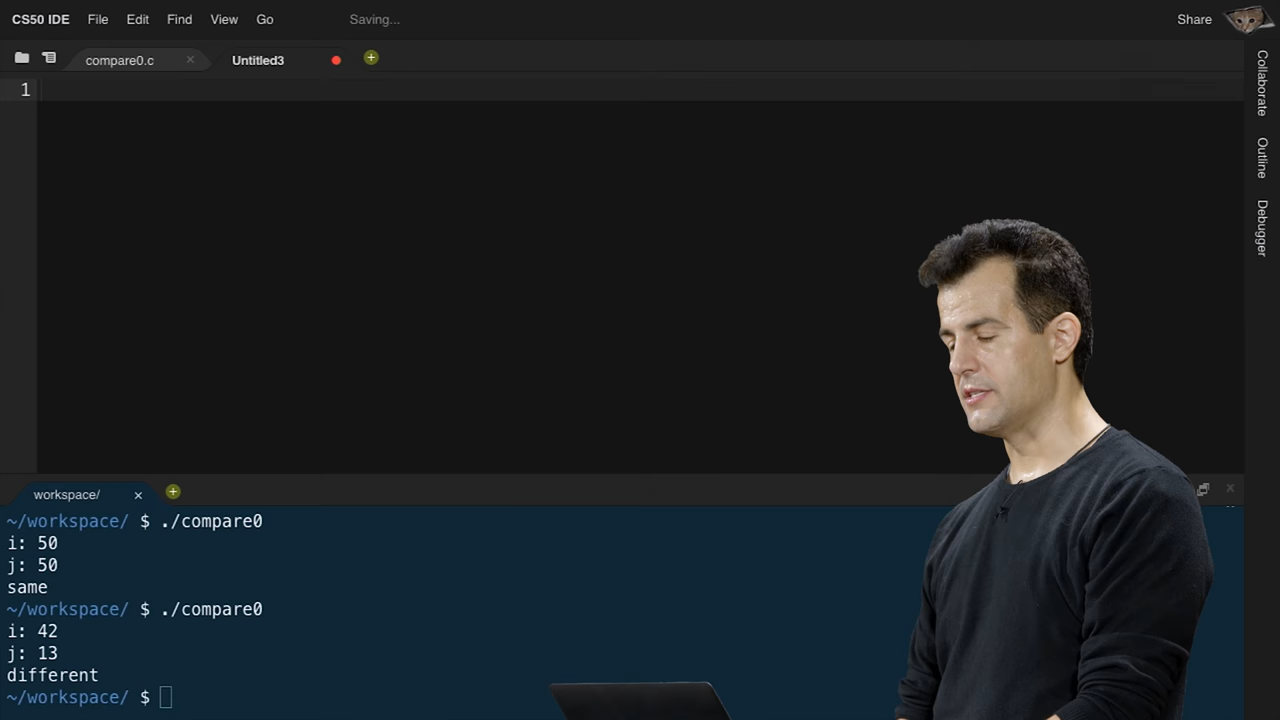 CS50 IDE File Edit Find View Go Saving... Share
compare0.c Untitled3
1
Collaborate
Outline
Debugger
workspace/
~/workspace/ $ ./compare0
i: 50
j: 50
same
~/workspace/ $ ./compare0
i: 42
j: 13
different
~/workspace/ $